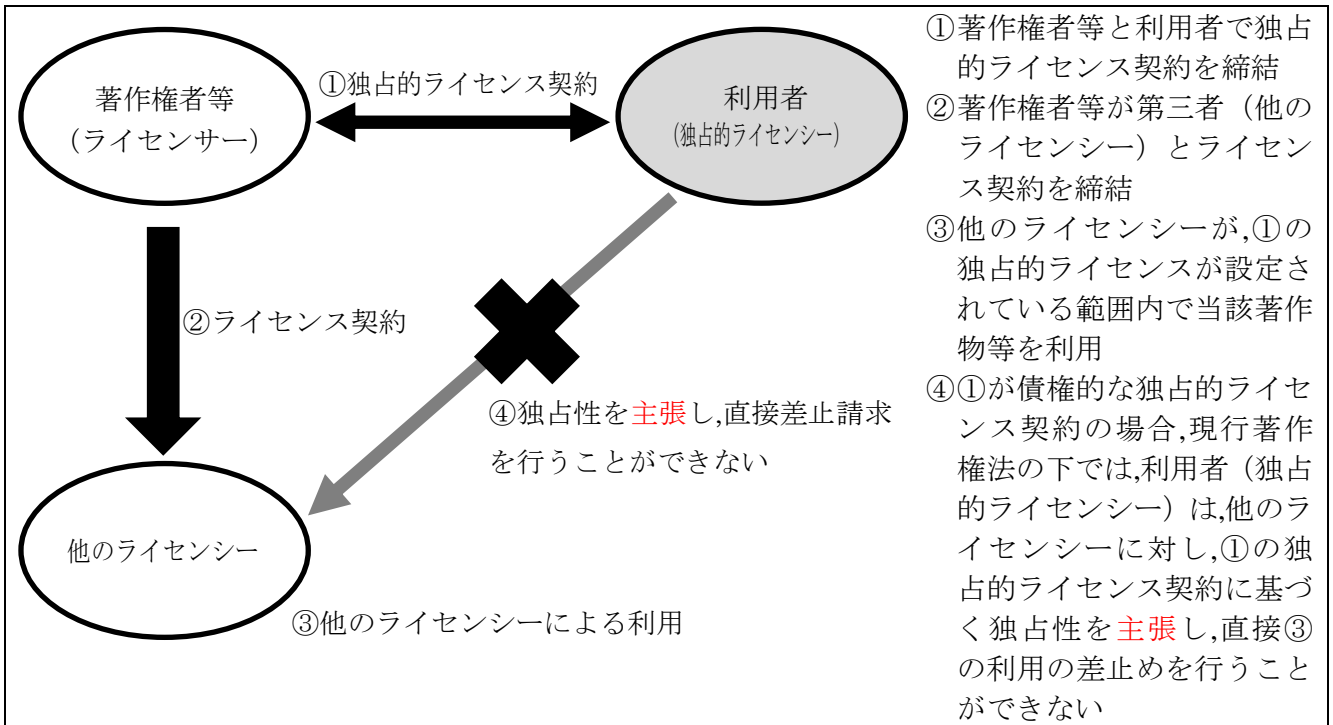 著作権者等
(ライセンサー)
①独占的ライセンス契約
利用者
(独占的ライセンシー)
②ライセンス契約
④独占性を主張し,直接差止請求
を行うことができない
他のライセンシー
③他のライセンシーによる利用
①著作権者等と利用者で独占
的ライセンス契約を締結
②著作権者等が第三者（他の
ライセンシー）とライセン
ス契約を締結
③他のライセンシーが,①の
独占的ライセンスが設定さ
れている範囲内で当該著作
物等を利用
④①が債権的な独占的ライセ
ンス契約の場合,現行著作
権法の下では,利用者（独占
的ライセンシー）は,他のラ
イセンシーに対し,①の独
占的ライセンス契約に基づ
く独占性を主張し,直接③
の利用の差止めを行うこと
ができない